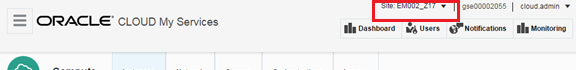 Site: EM002_Z17 gse00002055 cloud.admin
ORACLE CLOUD My Services
Dashboard Users Notifications Monitoring